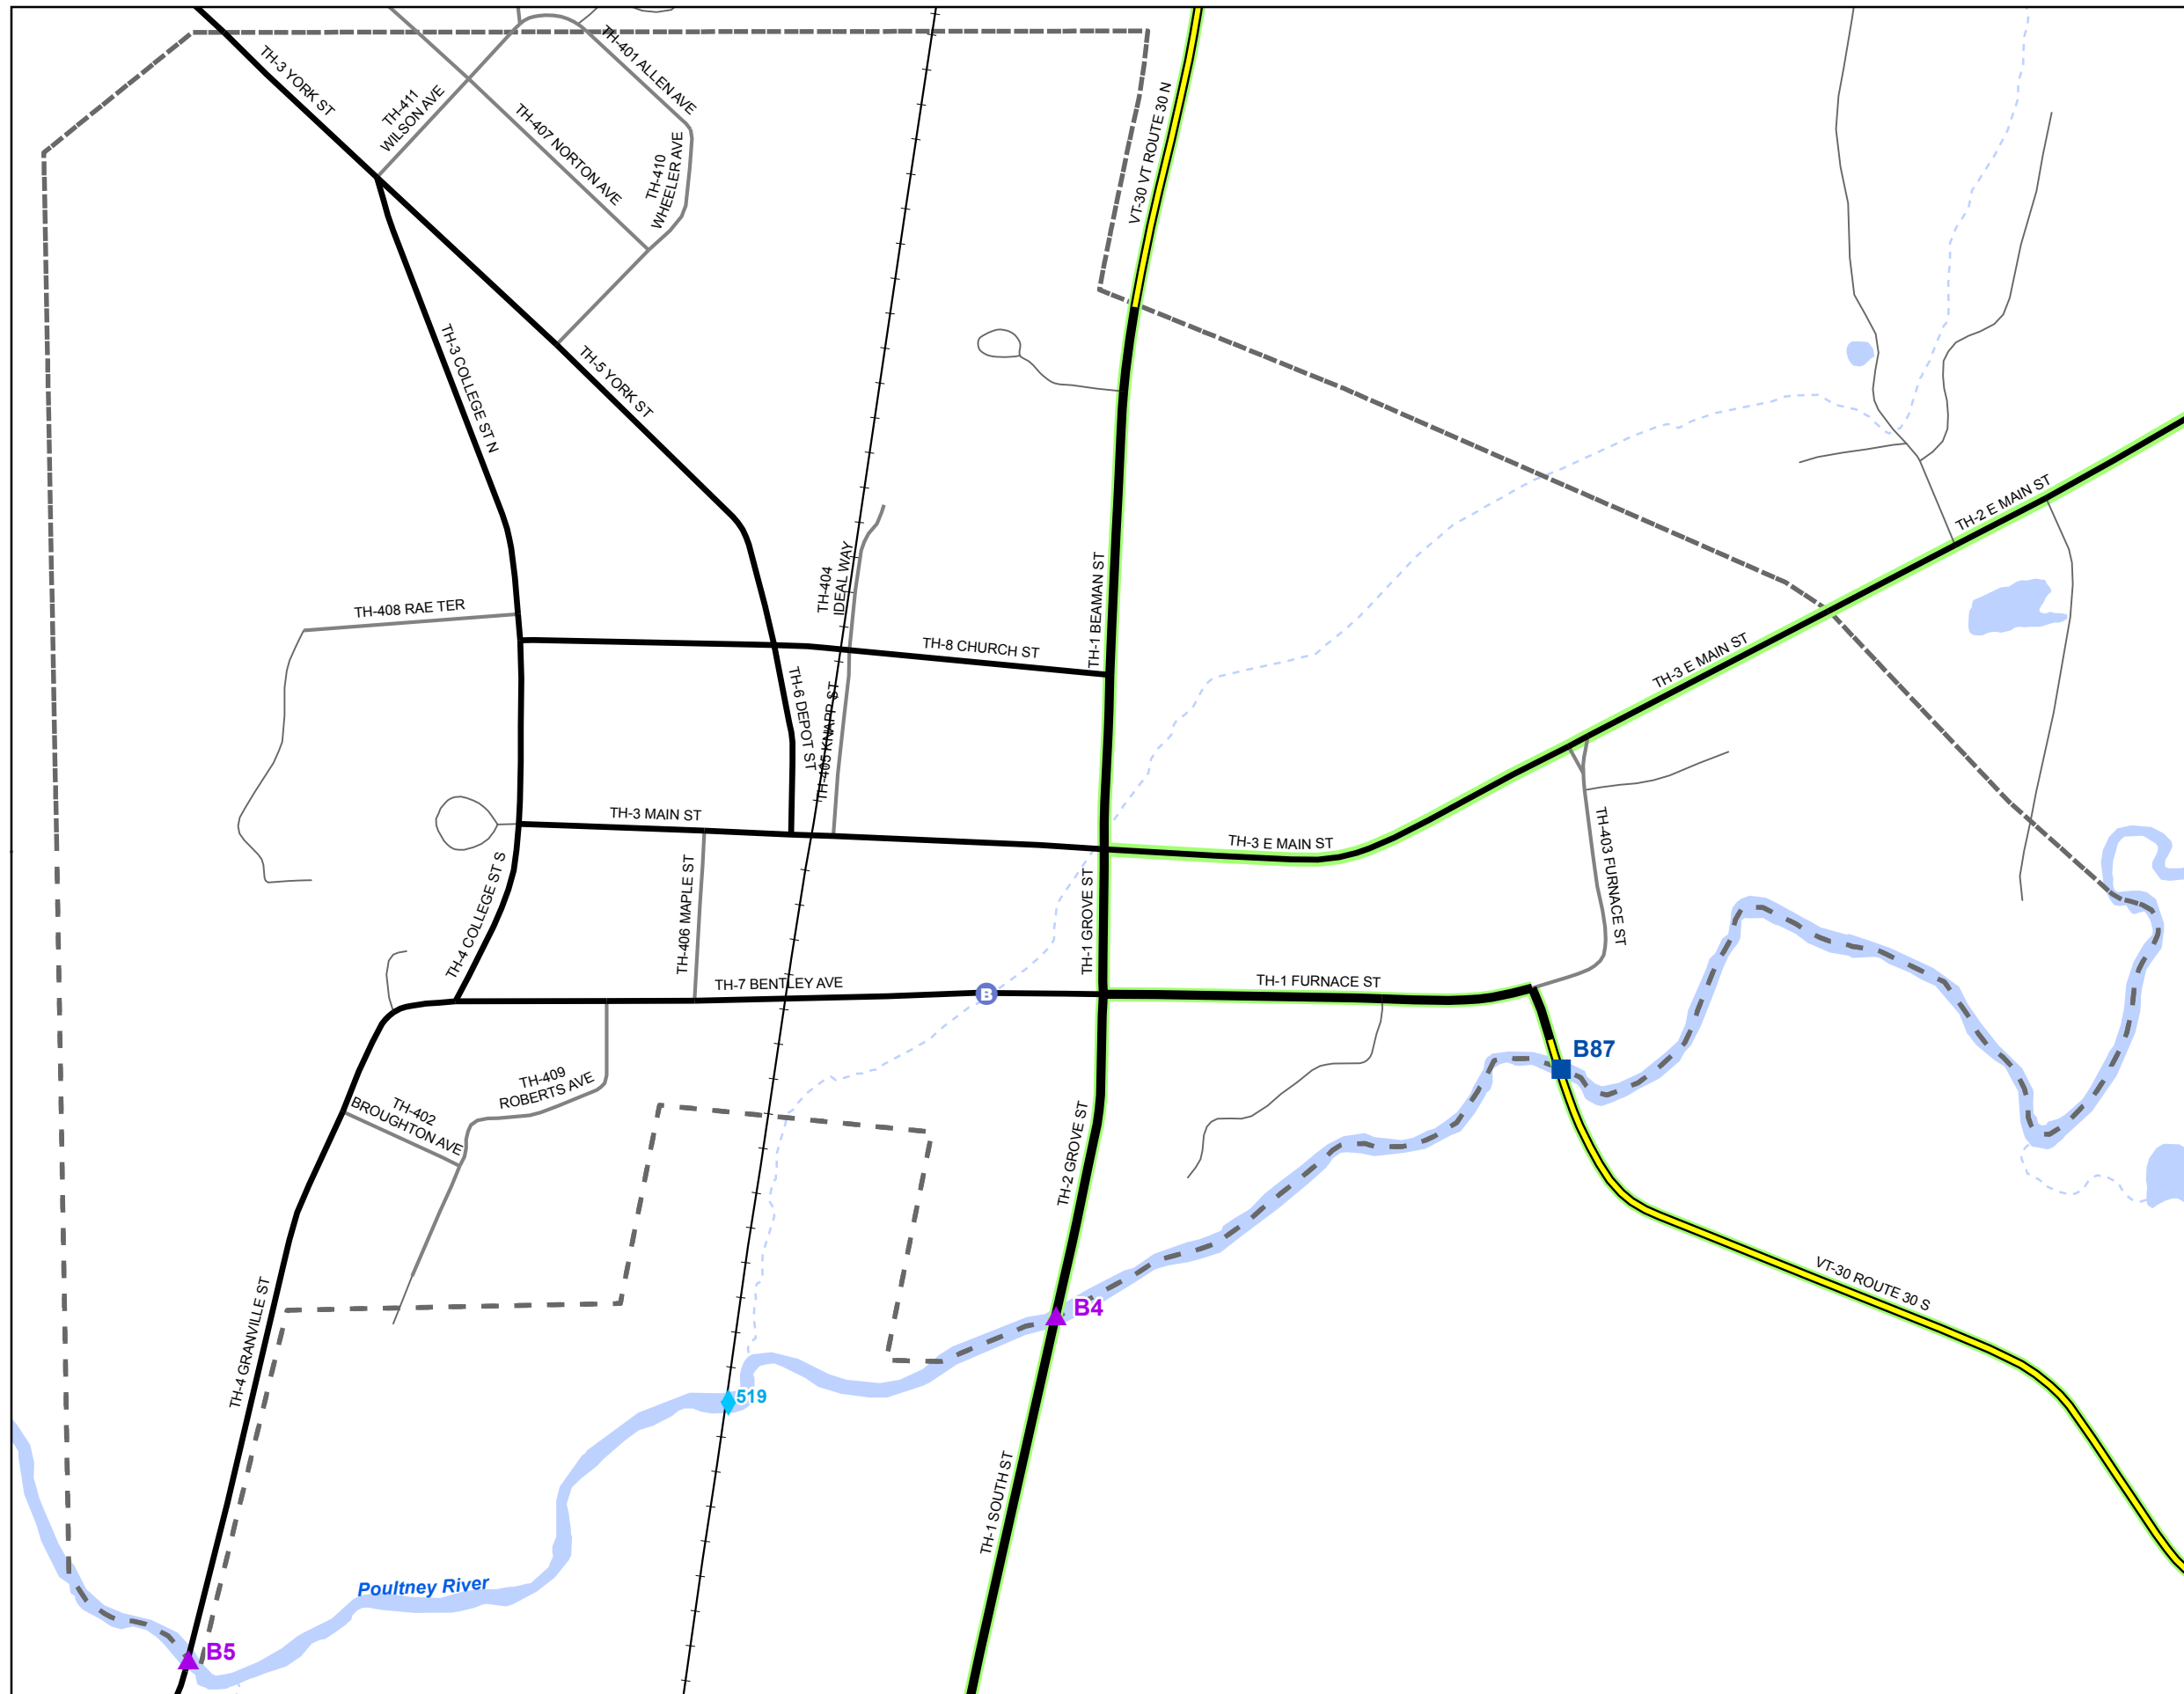 TH-3 YORK ST
TH-411
WILSON AVE
TH-401 ALLEN AVE
TH-407 NORTON AVE
TH-410
WHEELER AVE
VT-30 VT ROUTE 30 N
TH-3 COLLEGE ST N
TH-5 YORK ST
TH-2 E MAIN ST
TH-404
IDEAL WAY
TH-408 RAE TER
TH-8 CHURCH ST
TH-1 BEAMAN ST
TH-3 E MAIN ST
TH-6 DEPOT ST
TH-405 KNAPP ST
TH-3 MAIN ST
TH-3 E MAIN ST
TH-403 FURNACE ST
TH-4 COLLEGE ST S
TH-406 MAPLE ST
TH-1 GROVE ST
TH-7 BENTLEY AVE
B
TH-1 FURNACE ST
B87
TH-409
ROBERTS AVE
TH-402
BROUGHTON AVE
TH-2 GROVE ST
VT-30 ROUTE 30 S
B4
TH-4 GRANVILLE ST
519
TH-1 SOUTH ST
Poultney River
B5